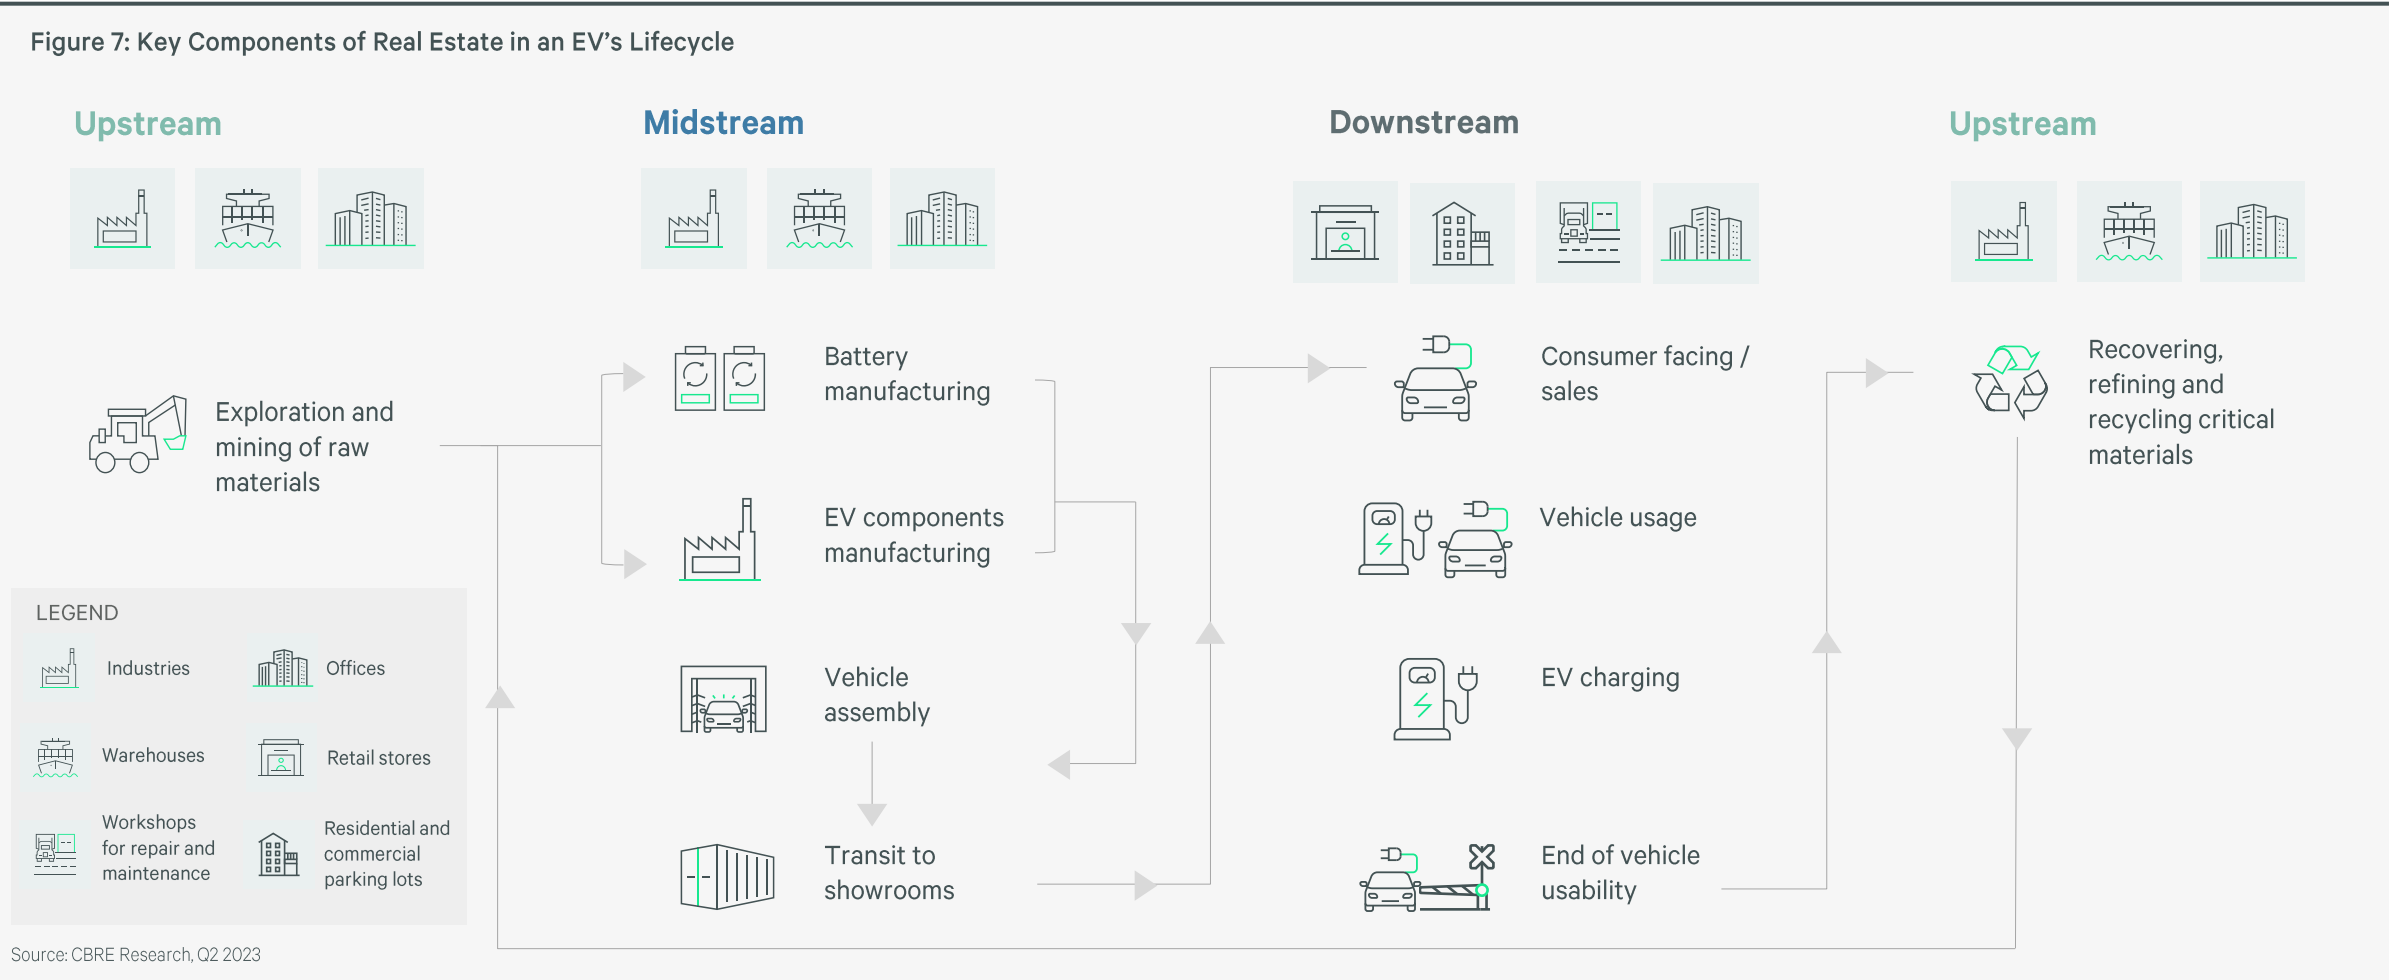 Figure 7: Key Components of Real Estate in an EV’s Lifecycle
Upstream
Exploration and
mining of raw
materials
Midstream
Battery
manufacturing
EV components
manufacturing
Vehicle
assembly
Transit to
showrooms
Downstream
Consumer facing /
sales
Vehicle usage
EV charging
End of vehicle
usability
Upstream
Recovering,
refining and
recycling critical
materials
LEGEND
Industries
Offices
Warehouses
Retail stores
Workshops
for repair and
maintenance
Residential and
commercial
parking lots
Source: CBRE Research, Q2 2023